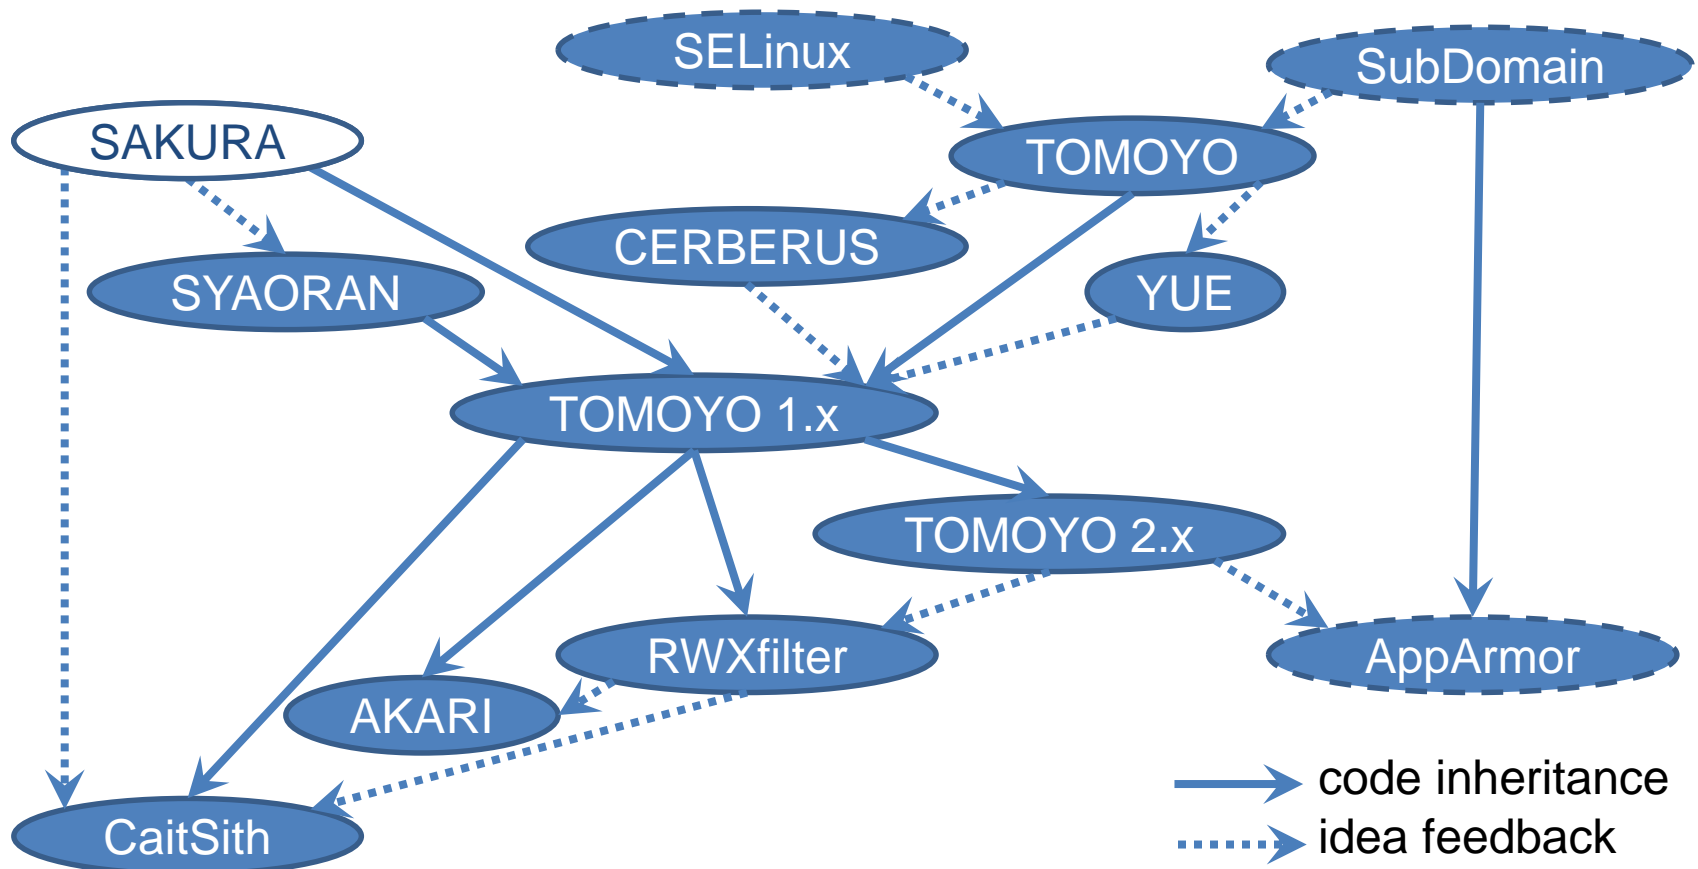 SELinux
SubDomain
SAKURA
TOMOYO
CERBERUS
SYAORAN
YUE
TOMOYO 1.x
TOMOYO 2.x
RWXfilter
AppArmor
AKARI
code inheritance
CaitSith
idea feedback